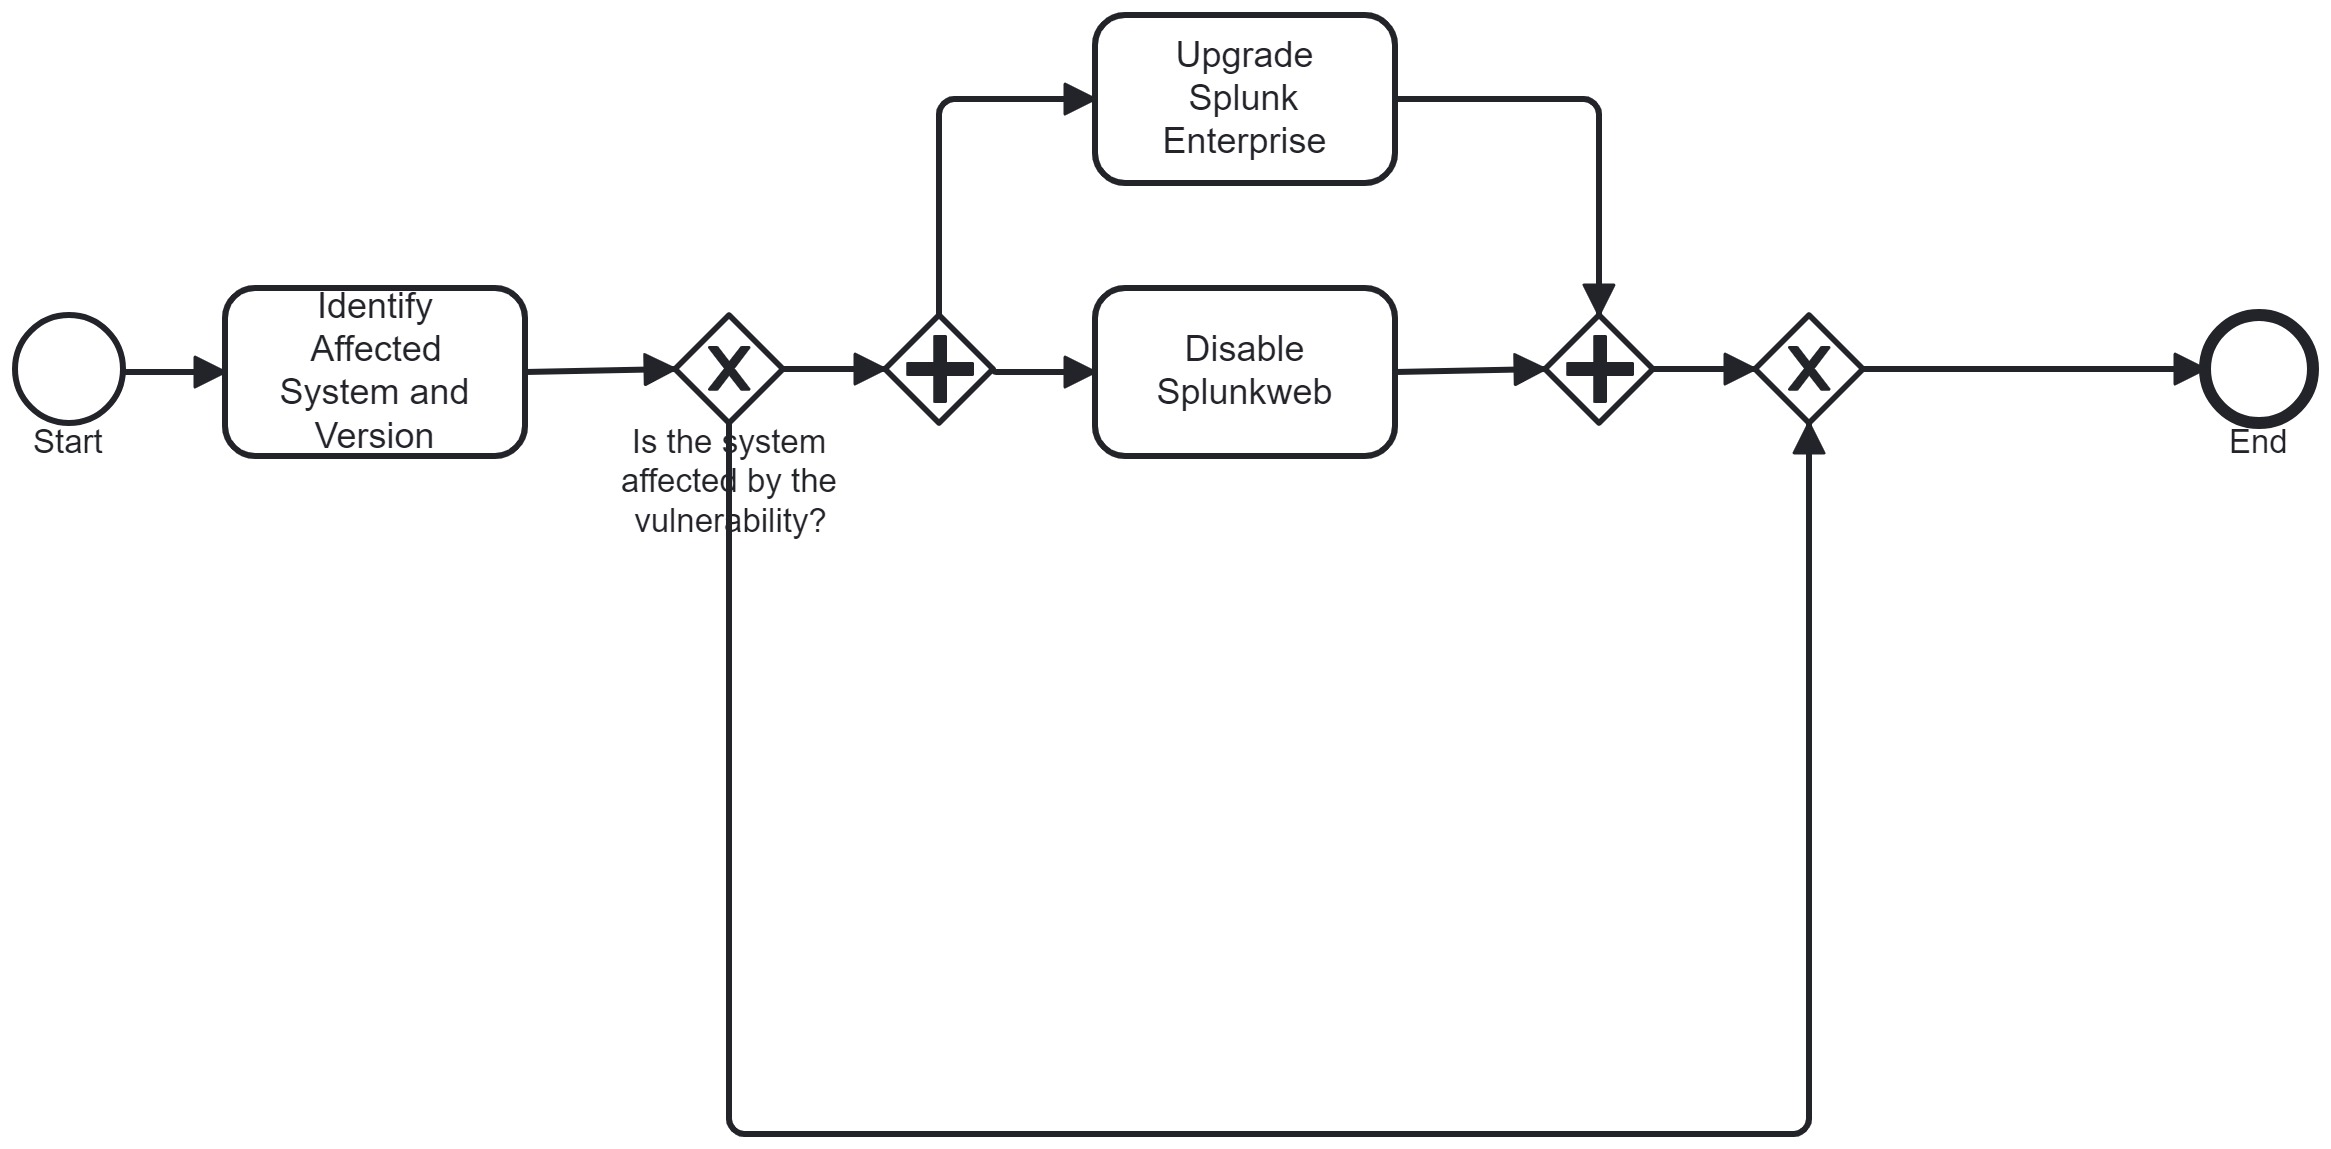 Upgrade
Splunk
Enterprise
Identify
Affected
System and
Version
Disable
Splunkweb
Start
Is the system
affected by the
vulnerability?
End